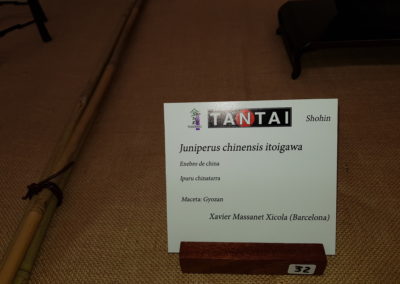 TANTAI Shohin
Juniperus chinensis itoigawa
Enebro de china
Ipuru chinatarra
Maceta: Gyozan
Xavier Massanet Xicola (Barcelona)
32